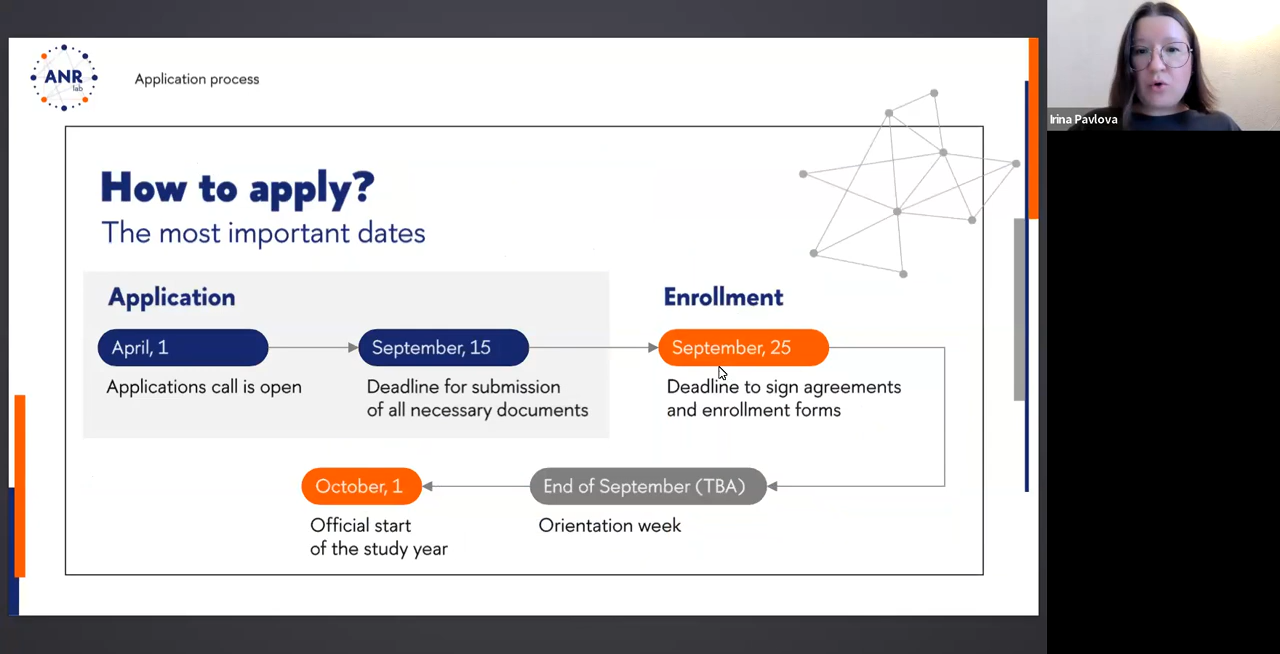 ANR
lab
Application process
Irina Pavlova
How to apply?
The most important dates
Application
April, 1
Applications call is open
September, 15
Deadline for submission
of all necessary documents
Enrollment
September, 25
Deadline to sign agreements
and enrollment forms
End of September (TBA)
Orientation week
October, 1
Official start
of the study year